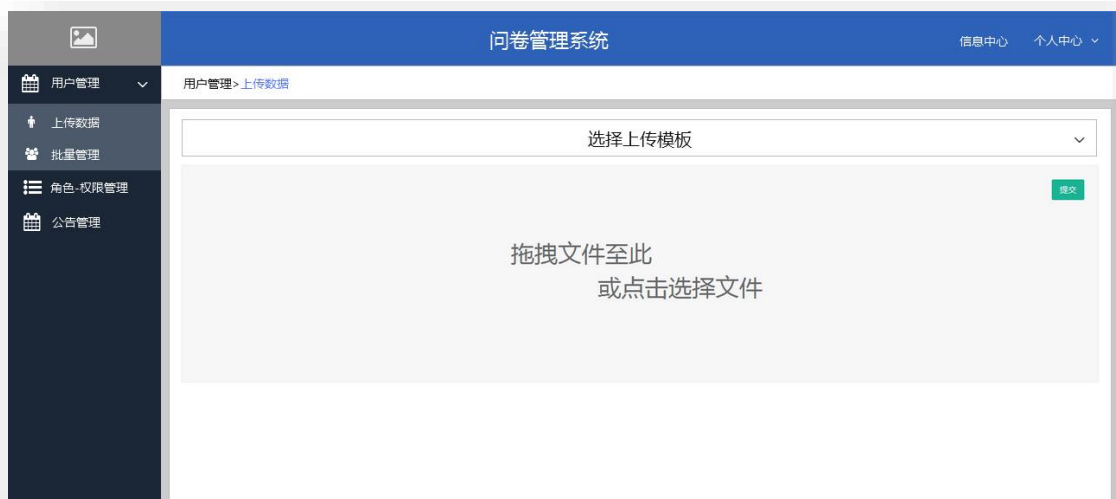 问卷管理系统
信息中心
个人中心
用户管理
用户管理>上传数据
上传数据
批量管理
角色-权限管理
公告管理
选择上传模板
提交
拖拽文件至此
或点击选择文件